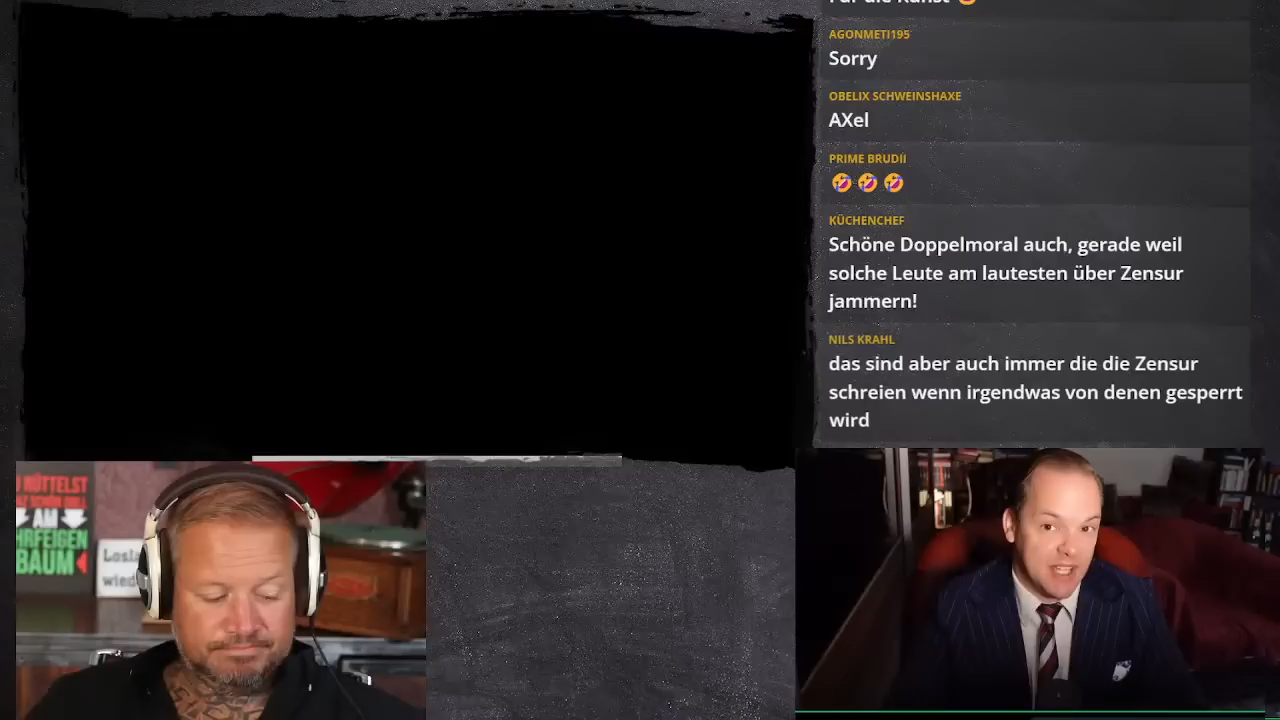 AGONMETI195
Sorry
OBELIX SCHWEINSHAXE
AXel
PRIME BRUDII
🤣🤣🤣
KÜCHENCHEF
Schöne Doppelmoral auch, gerade weil
solche Leute am lautesten über Zensur
jammern!
NILS KRAHL
das sind aber auch immer die die Zensur
schreien wenn irgendwas von denen gesperrt
wird
RÜTTELST
AM
BAUM